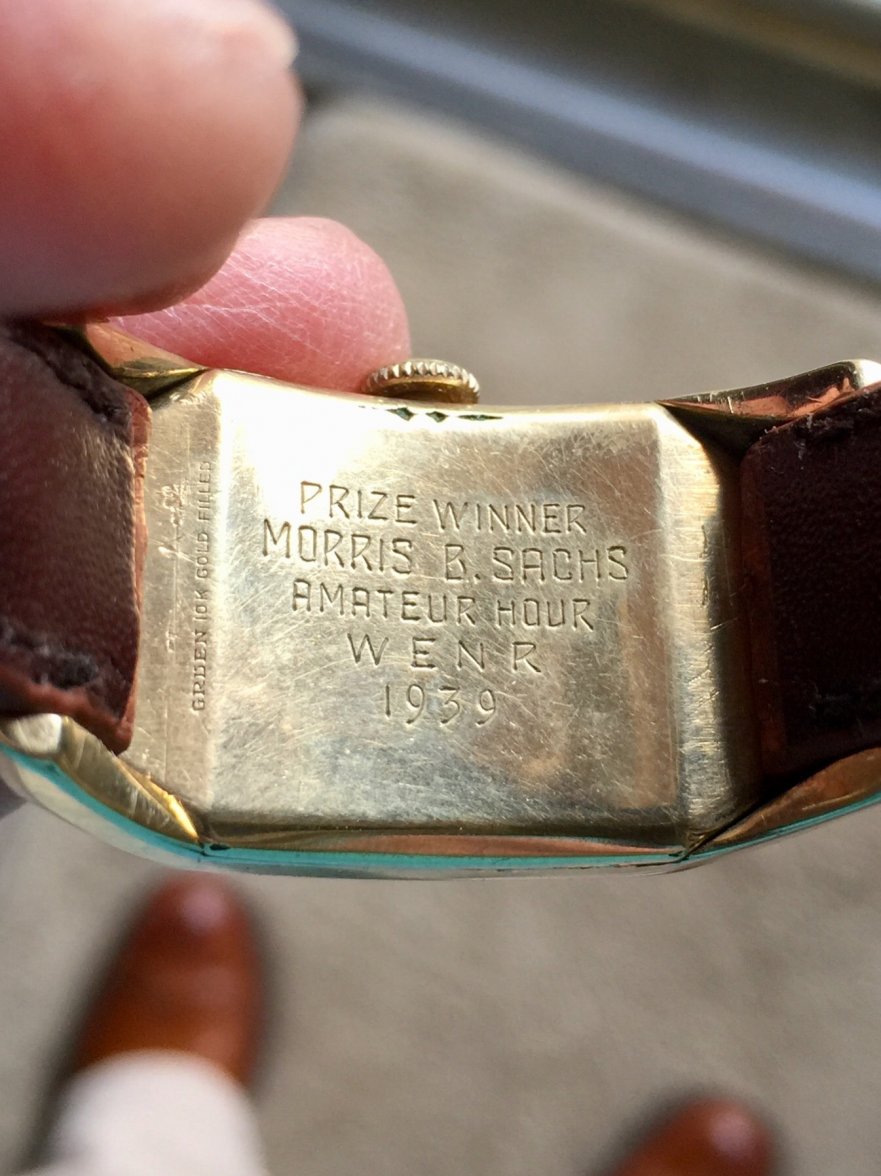 PRIZE WINNER
MORRIS B. SACHS
AMATEUR HOUR
WENR
1939
GRUEN 10K GOLD FILLED